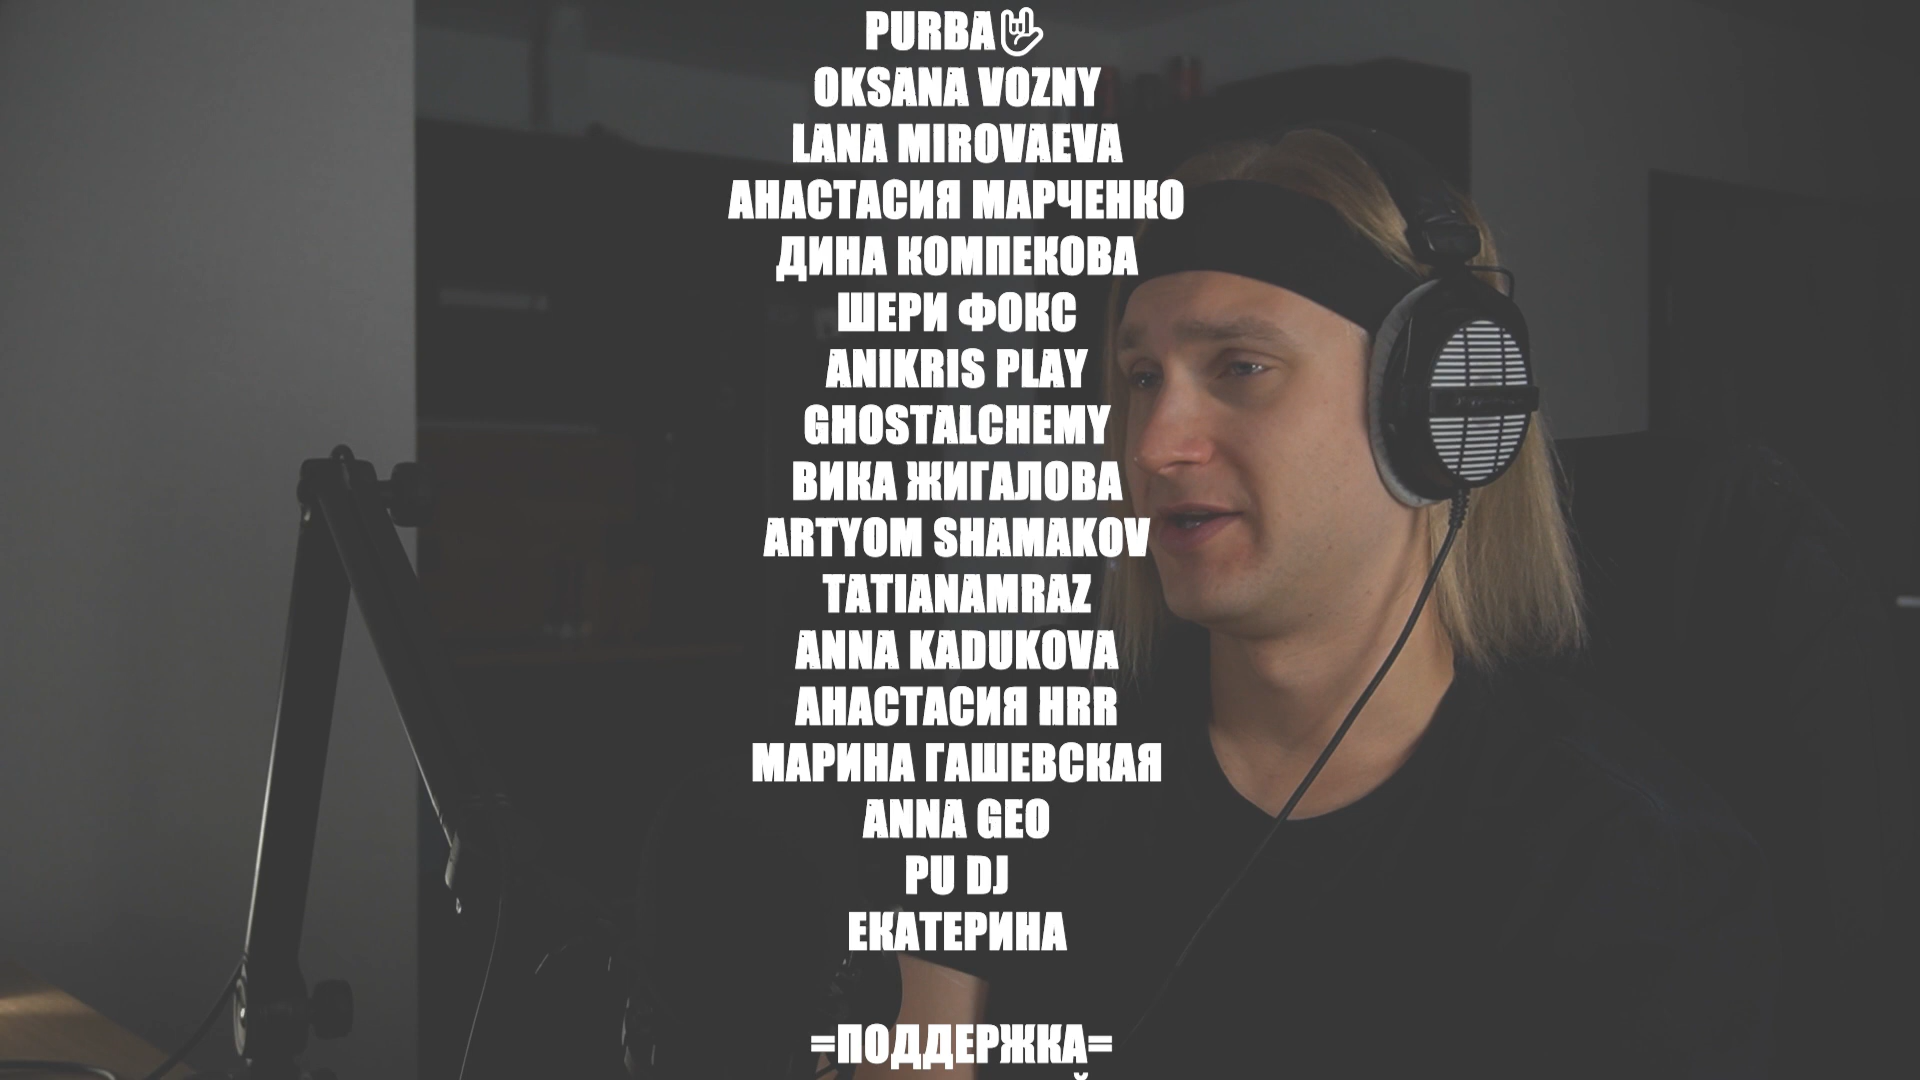 PURBA🤟
OKSANA VOZNY
LANA MIROVAEVA
АНАСТАСИЯ МАРЧЕНКО
ДИНА КОМПЕКОВА
ШЕРИ ФОКС
ANIKRIS PLAY
GHOSTALCHEMY
ВИКА ЖИГАЛОВА
ARTYOM SHAMAKOV
TATIANAMRAZ
ANNA KADUKOVA
АНАСТАСИЯ HRR
МАРИНА ГАШЕВСКАЯ
ANNA GEO
PU DJ
ЕКАТЕРИНА
=ПОДДЕРЖКА=